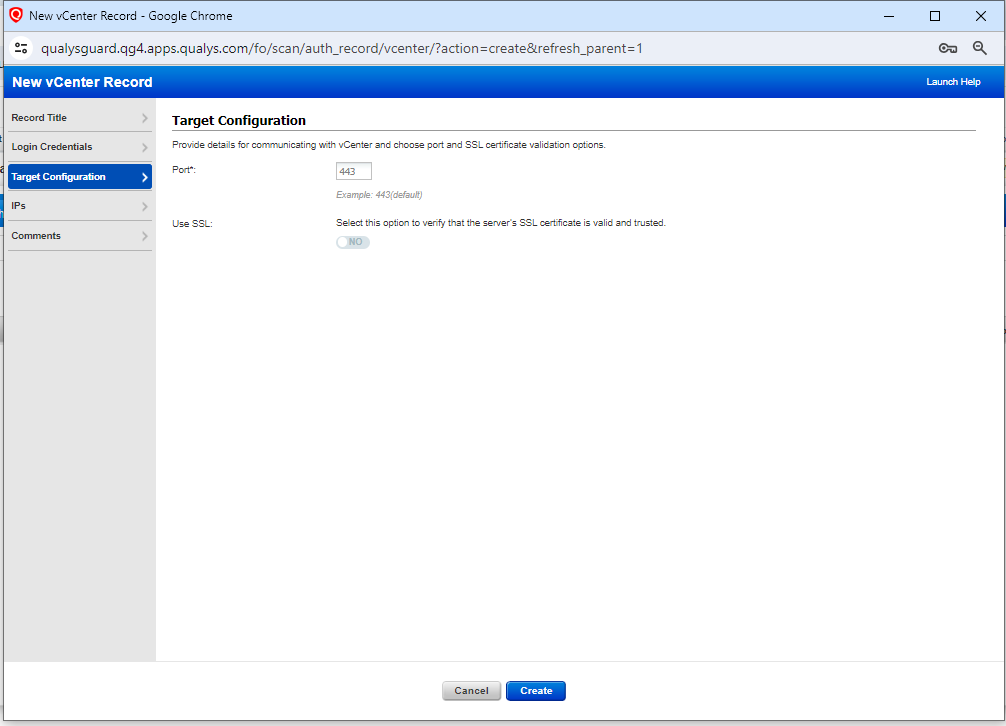 New vCenter Record - Google Chrome
qualysguard.qg4.apps.qualys.com/fo/scan/auth_record/vcenter/?action=create&refresh_parent=1
New vCenter Record
Launch Help
Record Title
Login Credentials
Target Configuration
IPs
Comments
Target Configuration
Provide details for communicating with vCenter and choose port and SSL certificate validation options.
Port*:
443
Example: 443(default)
Use SSL:
Select this option to verify that the server's SSL certificate is valid and trusted.
NO
Cancel
Create